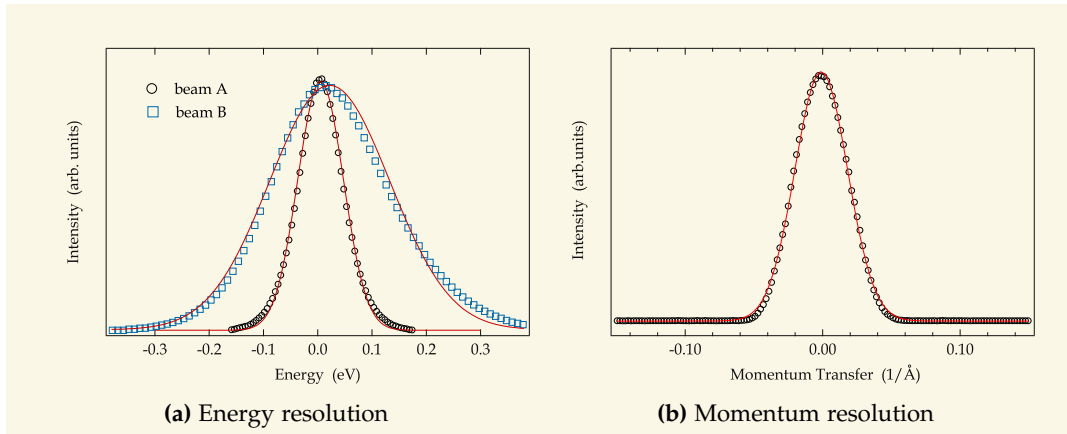 Intensity (arb. units)
beam A
beam B
-0.3 -0.2 -0.1 0.0 0.1 0.2 0.3
Energy (eV)
(a) Energy resolution
Intensity (arb.units)
-0.10 0.00 0.10
Momentum Transfer (1/Å)
(b) Momentum resolution